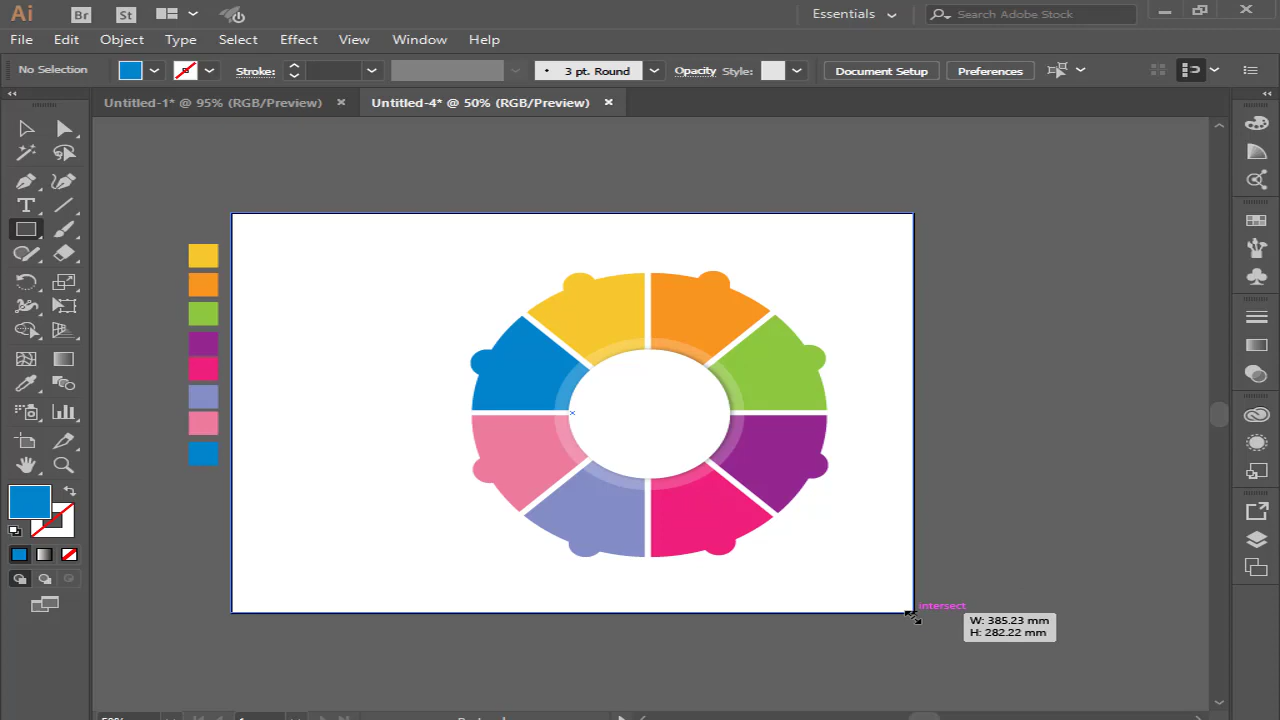 Ai Br St Essentials Search Adobe Stock
File Edit Object Type Select Effect View Window Help
No Selection Stroke: 3 pt. Round Opacity Style: Document Setup Preferences
Untitled-1* @ 95% (RGB/Preview) × Untitled-4* @ 50% (RGB/Preview) ×
intersect
W: 385.23 mm
H: 282.22 mm